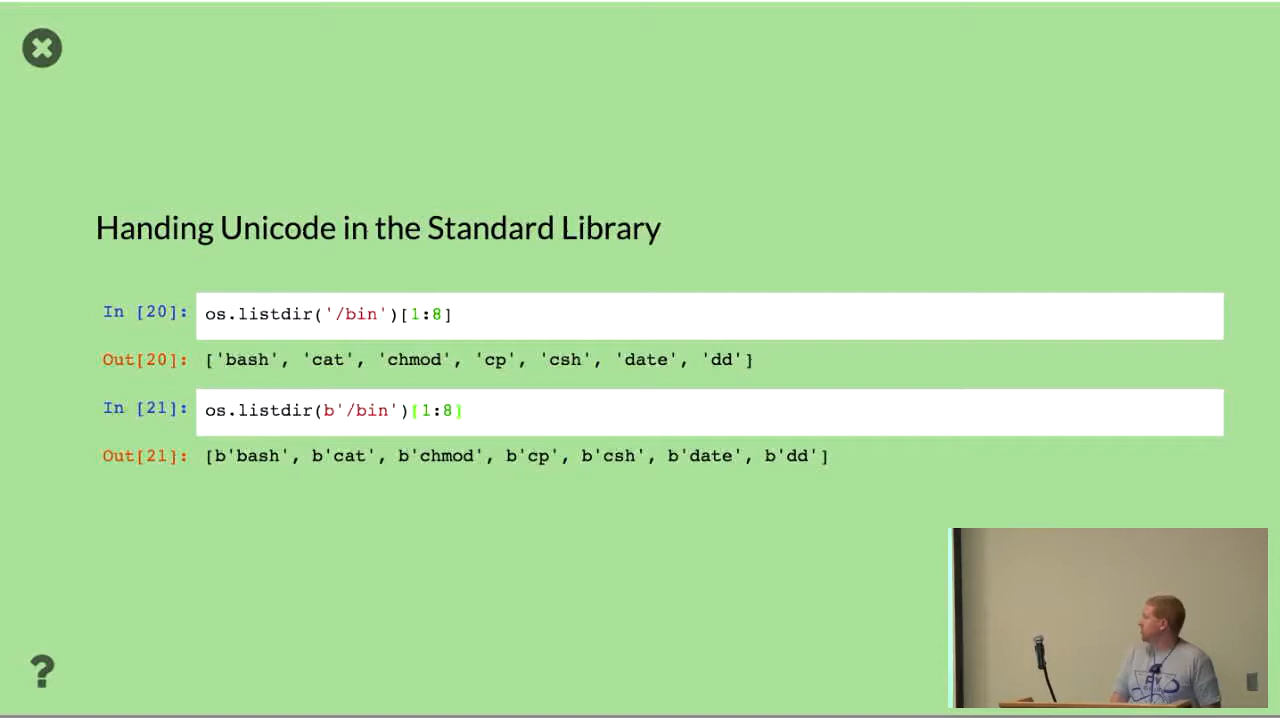 Handing Unicode in the Standard Library
In [20]: os.listdir('/bin')[1:8]
Out[20]: ['bash', 'cat', 'chmod', 'cp', 'csh', 'date', 'dd']
In [21]: os.listdir(b'/bin')[1:8]
Out[21]: [b'bash', b'cat', b'chmod', b'cp', b'csh', b'date', b'dd']
?